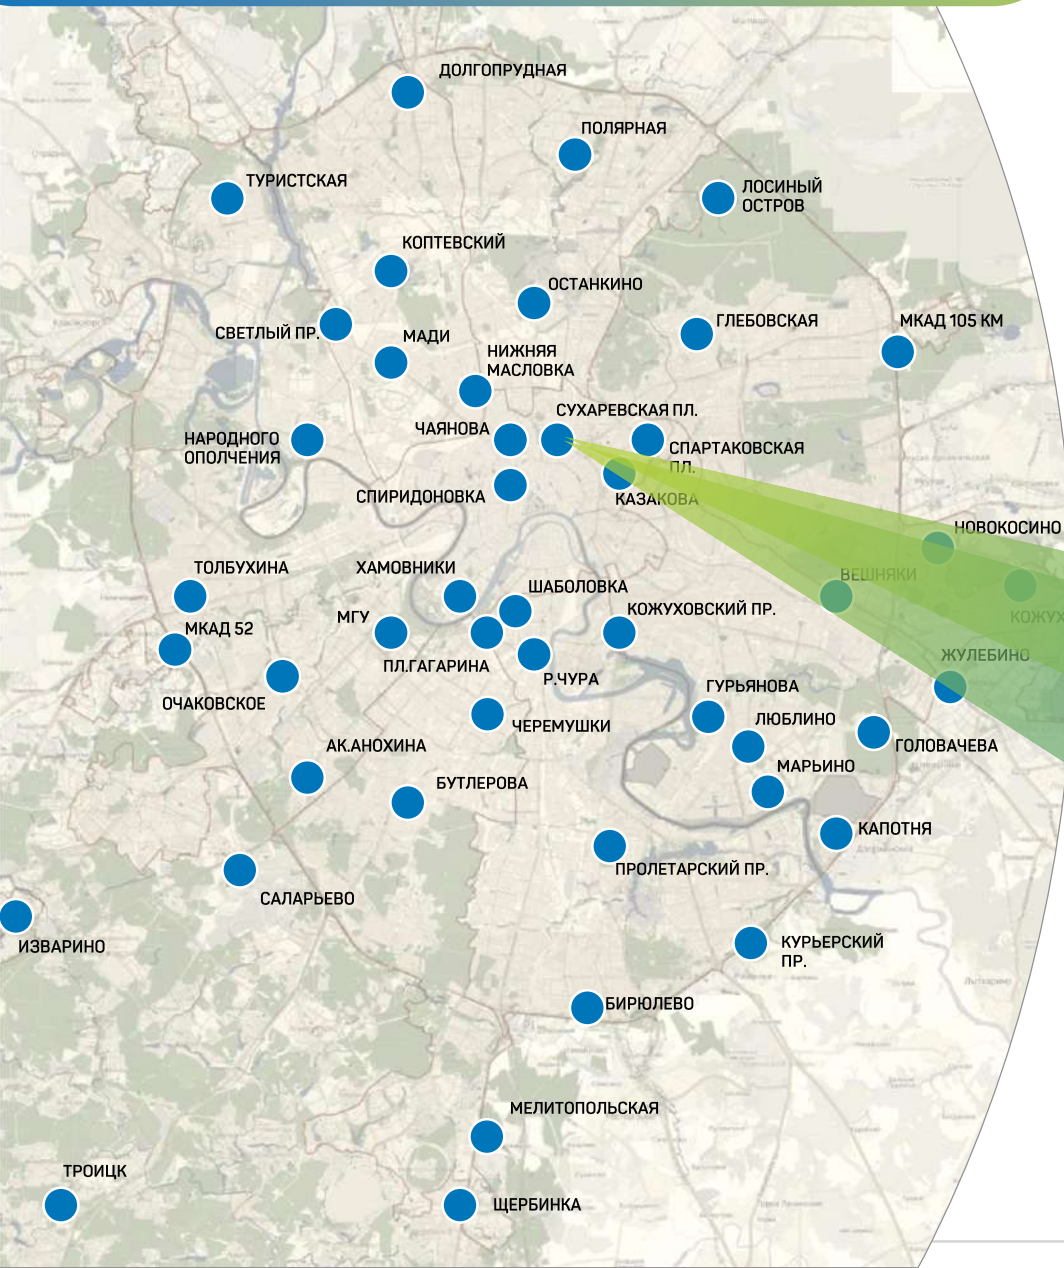 ДОЛГОПРУДНАЯ
ПОЛЯРНАЯ
ТУРИСТСКАЯ
ЛОСИНЫЙ
ОСТРОВ
КОПТЕВСКИЙ
ОСТАНКИНО
СВЕТЛЫЙ ПР.
МАДИ
ГЛЕБОВСКАЯ
МКАД 105 КМ
НИЖНЯЯ
МАСЛОВКА
СУХАРЕВСКАЯ ПЛ.
ЧАЯНОВА
НАРОДНОГО
ОПОЛЧЕНИЯ
СПАРТАКОВСКАЯ
ПЛ.
СПИРИДОНОВКА
КАЗАКОВА
НОВОКОСИНО
ТОЛБУХИНА
ХАМОВНИКИ
ВЕШНЯКИ
ШАБОЛОВКА
КОЖУХОВСКИЙ ПР.
КОЖУХ
МГУ
МКАД 52
ПЛ.ГАГАРИНА
Р.ЧУРА
ЖУЛЕБИНО
ОЧАКОВСКОЕ
ГУРЬЯНОВА
ЧЕРЕМУШКИ
ЛЮБЛИНО
АК.АНОХИНА
ГОЛОВАЧЕВА
МАРЬИНО
БУТЛЕРОВА
КАПОТНЯ
ПРОЛЕТАРСКИЙ ПР.
САЛАРЬЕВО
ИЗВАРИНО
КУРЬЕРСКИЙ
ПР.
БИРЮЛЕВО
МЕЛИТОПОЛЬСКАЯ
ТРОИЦК
ЩЕРБИНКА